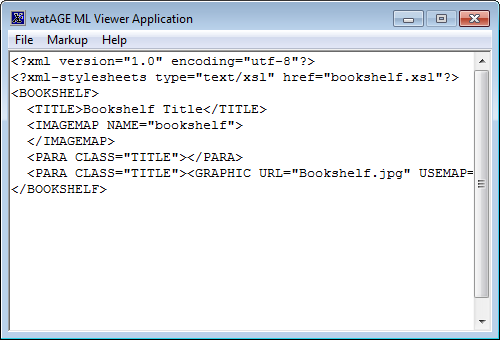 watAGE ML Viewer Application
File Markup Help
<?xml version="1.0" encoding="utf-8"?>
<?xml-stylesheets type="text/xsl" href="bookshelf.xsl"?>
<BOOKSHELF>
  <TITLE>Bookshelf Title</TITLE>
  <IMAGEMAP NAME="bookshelf">
  </IMAGEMAP>
  <PARA CLASS="TITLE"></PARA>
  <PARA CLASS="TITLE"><GRAPHIC URL="Bookshelf.jpg" USEMAP=
</BOOKSHELF>